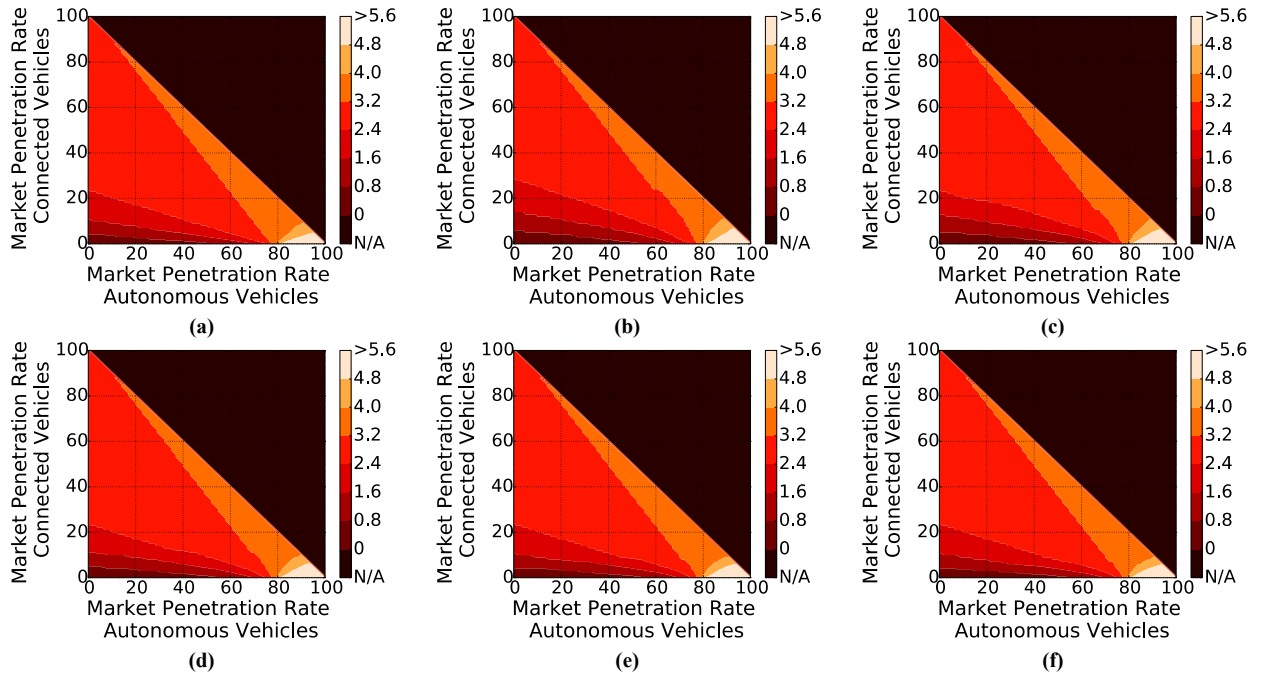 100
80
60
40
20
0
Market Penetration Rate
Connected Vehicles
0 20 40 60 80 100
Market Penetration Rate
Autonomous Vehicles
>5.6
4.8
4.0
3.2
2.4
1.6
0.8
0
N/A
(a)
100
80
60
40
20
0
Market Penetration Rate
Connected Vehicles
0 20 40 60 80 100
Market Penetration Rate
Autonomous Vehicles
>5.6
4.8
4.0
3.2
2.4
1.6
0.8
0
N/A
(b)
100
80
60
40
20
0
Market Penetration Rate
Connected Vehicles
0 20 40 60 80 100
Market Penetration Rate
Autonomous Vehicles
>5.6
4.8
4.0
3.2
2.4
1.6
0.8
0
N/A
(c)
100
80
60
40
20
0
Market Penetration Rate
Connected Vehicles
0 20 40 60 80 100
Market Penetration Rate
Autonomous Vehicles
>5.6
4.8
4.0
3.2
2.4
1.6
0.8
0
N/A
(d)
100
80
60
40
20
0
Market Penetration Rate
Connected Vehicles
0 20 40 60 80 100
Market Penetration Rate
Autonomous Vehicles
>5.6
4.8
4.0
3.2
2.4
1.6
0.8
0
N/A
(e)
100
80
60
40
20
0
Market Penetration Rate
Connected Vehicles
0 20 40 60 80 100
Market Penetration Rate
Autonomous Vehicles
>5.6
4.8
4.0
3.2
2.4
1.6
0.8
0
N/A
(f)